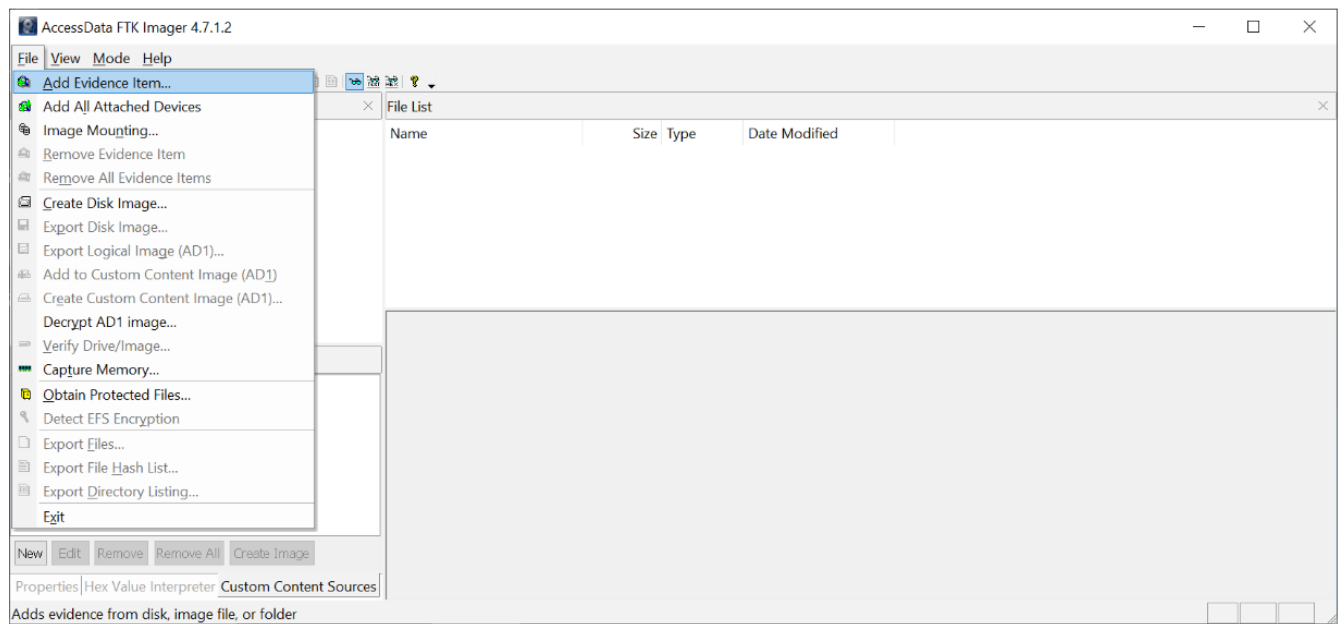 AccessData FTK Imager 4.7.1.2
File View Mode Help
Add Evidence Item...
Add All Attached Devices
Image Mounting...
Remove Evidence Item
Remove All Evidence Items
Create Disk Image...
Export Disk Image...
Export Logical Image (AD1)...
Add to Custom Content Image (AD1)
Create Custom Content Image (AD1)...
Decrypt AD1 image...
Verify Drive/Image...
Capture Memory...
Obtain Protected Files...
Detect EFS Encryption
Export Files...
Export File Hash List...
Export Directory Listing...
Exit
File List
Name Size Type Date Modified
New Edit Remove Remove All Create Image
Properties Hex Value Interpreter Custom Content Sources
Adds evidence from disk, image file, or folder